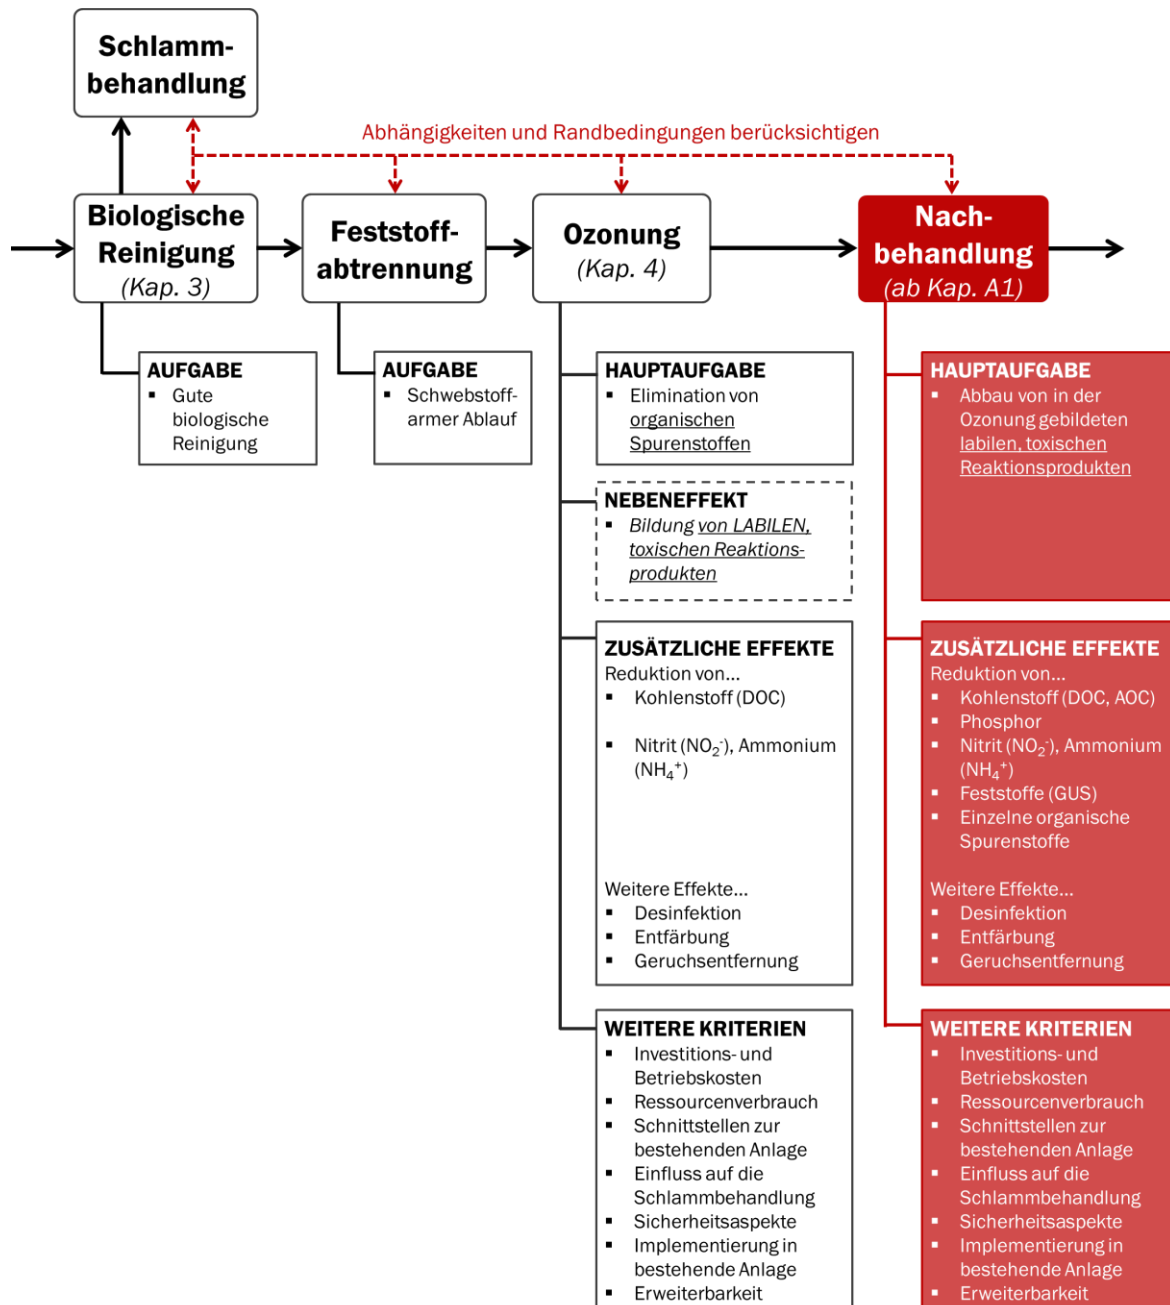 Schlamm-
behandlung
Abhängigkeiten und Randbedingungen berücksichtigen
Biologische
Reinigung
(Kap. 3)
Feststoff-
abtrennung
Ozonung
(Kap. 4)
Nach-
behandlung
(ab Kap. A1)
AUFGABE
▪ Gute
biologische
Reinigung
AUFGABE
▪ Schwebstoff-
armer Ablauf
HAUPTAUFGABE
▪ Elimination von
organischen
Spurenstoffen
NEBENEFFEKT
▪ Bildung von LABILEN,
toxischen Reaktions-
produkten
ZUSÄTZLICHE EFFEKTE
Reduktion von...
▪ Kohlenstoff (DOC)
▪ Nitrit (NO₂⁻), Ammonium
(NH₄⁺)
Weitere Effekte...
▪ Desinfektion
▪ Entfärbung
▪ Geruchsentfernung
WEITERE KRITERIEN
▪ Investitions- und
Betriebskosten
▪ Ressourcenverbrauch
▪ Schnittstellen zur
bestehenden Anlage
▪ Einfluss auf die
Schlammbehandlung
▪ Sicherheitsaspekte
▪ Implementierung in
bestehende Anlage
▪ Erweiterbarkeit
HAUPTAUFGABE
▪ Abbau von in der
Ozonung gebildeten
labilen, toxischen
Reaktionsprodukten
ZUSÄTZLICHE EFFEKTE
Reduktion von...
▪ Kohlenstoff (DOC, AOC)
▪ Phosphor
▪ Nitrit (NO₂⁻), Ammonium
(NH₄⁺)
▪ Feststoffe (GUS)
▪ Einzelne organische
Spurenstoffe
Weitere Effekte...
▪ Desinfektion
▪ Entfärbung
▪ Geruchsentfernung
WEITERE KRITERIEN
▪ Investitions- und
Betriebskosten
▪ Ressourcenverbrauch
▪ Schnittstellen zur
bestehenden Anlage
▪ Einfluss auf die
Schlammbehandlung
▪ Sicherheitsaspekte
▪ Implementierung in
bestehende Anlage
▪ Erweiterbarkeit